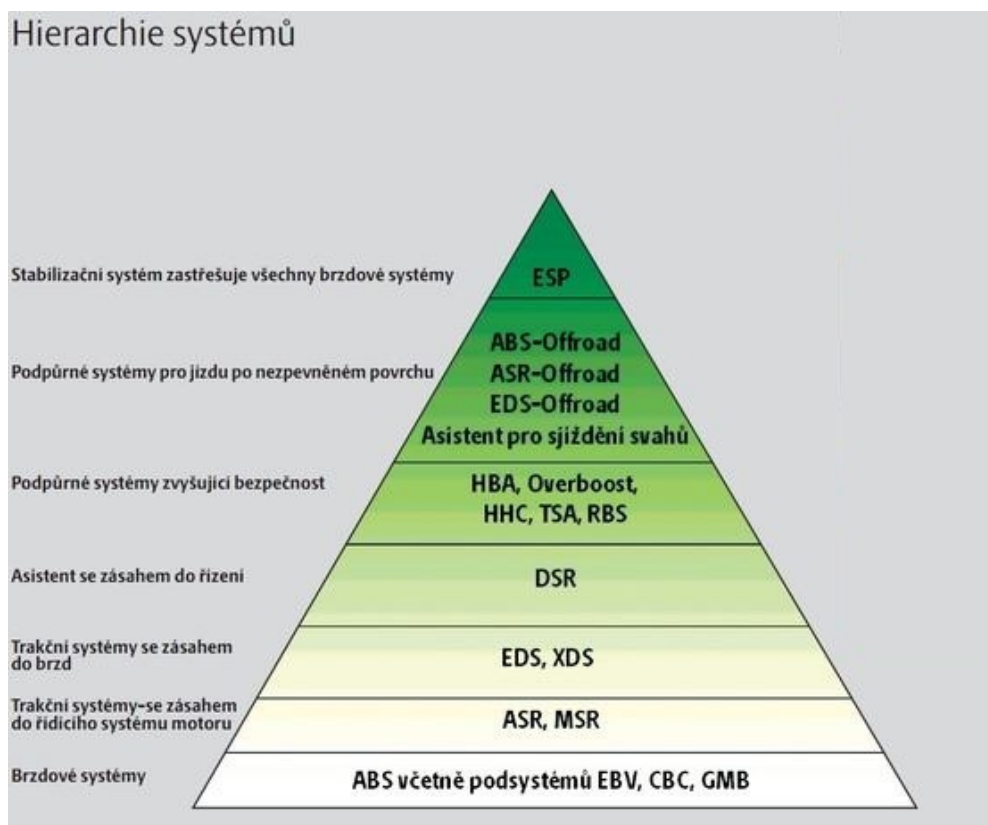 Hierarchie systémů
Stabilizační systém zastřešuje všechny brzdové systémy
ESP
Podpůrné systémy pro jízdu po nezpevněném povrchu
ABS-Offroad
ASR-Offroad
EDS-Offroad
Asistent pro sjíždění svahů
Podpůrné systémy zvyšující bezpečnost
HBA, Overboost,
HHC, TSA, RBS
Asistent se zásahem do řízení
DSR
Trakční systémy se zásahem
do brzd
EDS, XDS
Trakční systémy-se zásahem
do řídicího systému motoru
ASR, MSR
Brzdové systémy
ABS včetně podsystémů EBV, CBC, GMB